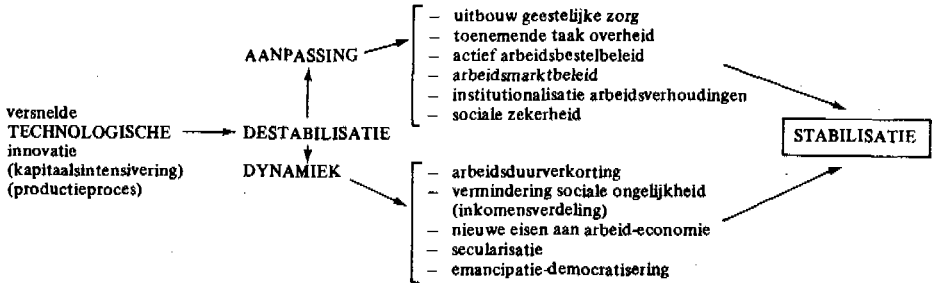 versnelde
TECHNOLOGISCHE
innovatie
(kapitaalsintensivering)
(productieproces)
AANPASSING
DESTABILISATIE
DYNAMIEK
– uitbouw geestelijke zorg
– toenemende taak overheid
– actief arbeidsbestelbeleid
– arbeidsmarktbeleid
– institutionalisatie arbeidsverhoudingen
– sociale zekerheid
– arbeidsduurverkorting
– vermindering sociale ongelijkheid
(inkomensverdeling)
– nieuwe eisen aan arbeid-economie
– secularisatie
– emancipatie-democratisering
STABILISATIE